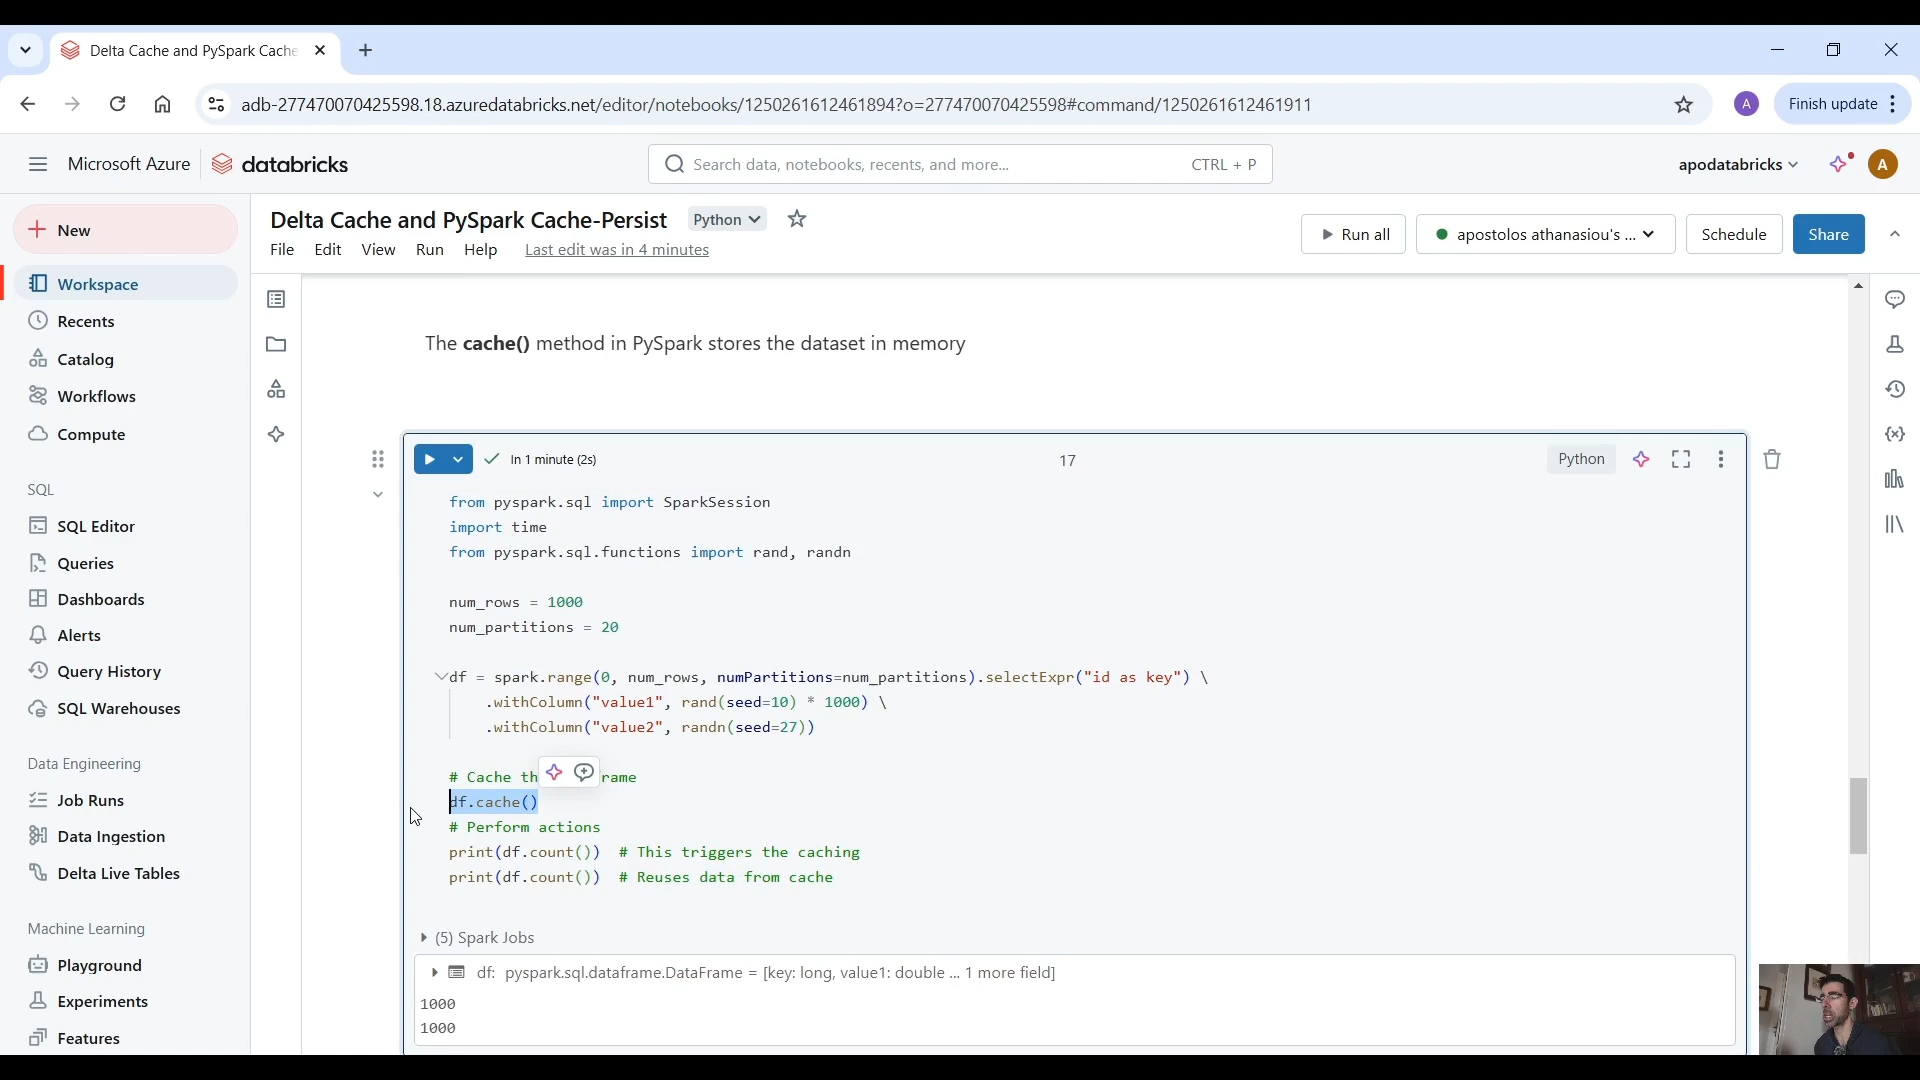 Delta Cache and PySpark Cache
adb-277470070425598.18.azuredatabricks.net/editor/notebooks/1250261612461894?o=277470070425598#command/1250261612461911
A
Finish update
Microsoft Azure
databricks
Search data, notebooks, recents, and more...
CTRL + P
apodatabricks
A
New
Workspace
Recents
Catalog
Workflows
Compute
SQL
SQL Editor
Queries
Dashboards
Alerts
Query History
SQL Warehouses
Data Engineering
Job Runs
Data Ingestion
Delta Live Tables
Machine Learning
Playground
Experiments
Features
Delta Cache and PySpark Cache-Persist
Python
File Edit View Run Help
Last edit was in 4 minutes
Run all
apostolos athanasiou's ...
Schedule
Share
The cache() method in PySpark stores the dataset in memory
In 1 minute (2s)
17
Python
from pyspark.sql import SparkSession
import time
from pyspark.sql.functions import rand, randn
num_rows = 1000
num_partitions = 20
df = spark.range(0, num_rows, numPartitions=num_partitions).selectExpr("id as key") \
.withColumn("value1", rand(seed=10) * 1000) \
.withColumn("value2", randn(seed=27))
# Cache th rame
df.cache()
# Perform actions
print(df.count()) # This triggers the caching
print(df.count()) # Reuses data from cache
(5) Spark Jobs
df: pyspark.sql.dataframe.DataFrame = [key: long, value1: double ... 1 more field]
1000
1000